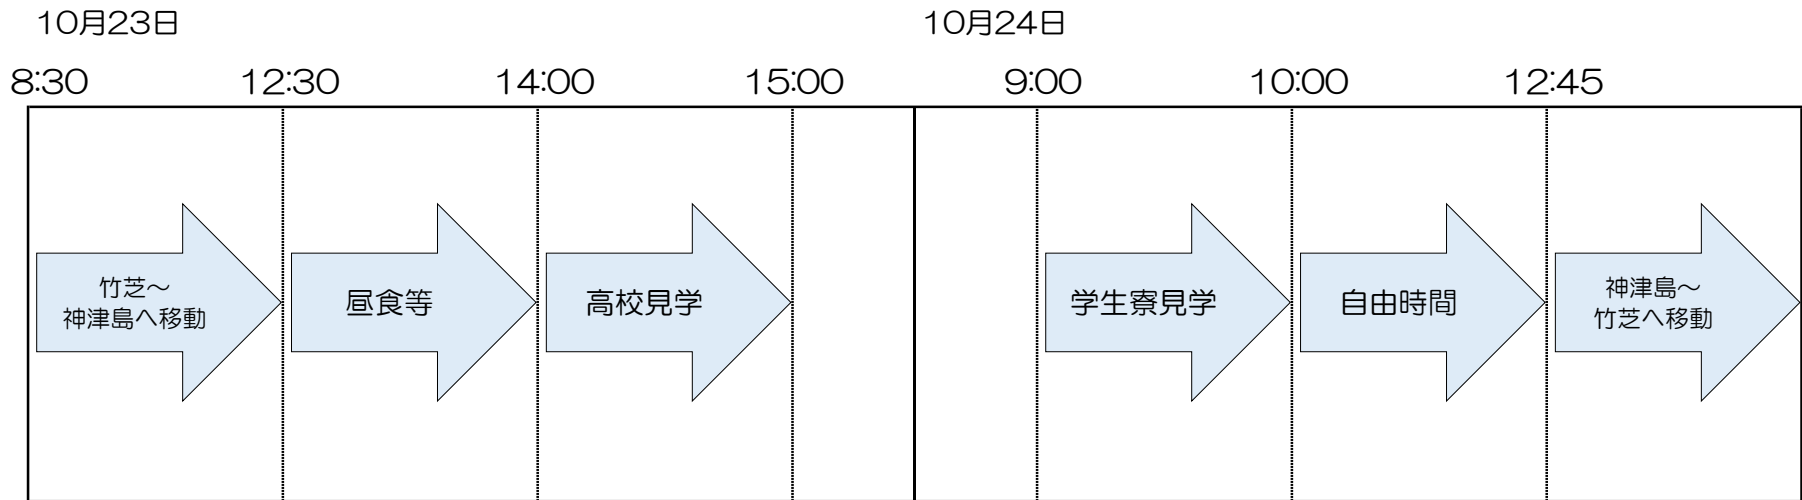 10月23日
10月24日
8:30
12:30
14:00
15:00
9:00
10:00
12:45
竹芝～
神津島へ移動
昼食等
高校見学
学生寮見学
自由時間
神津島～
竹芝へ移動